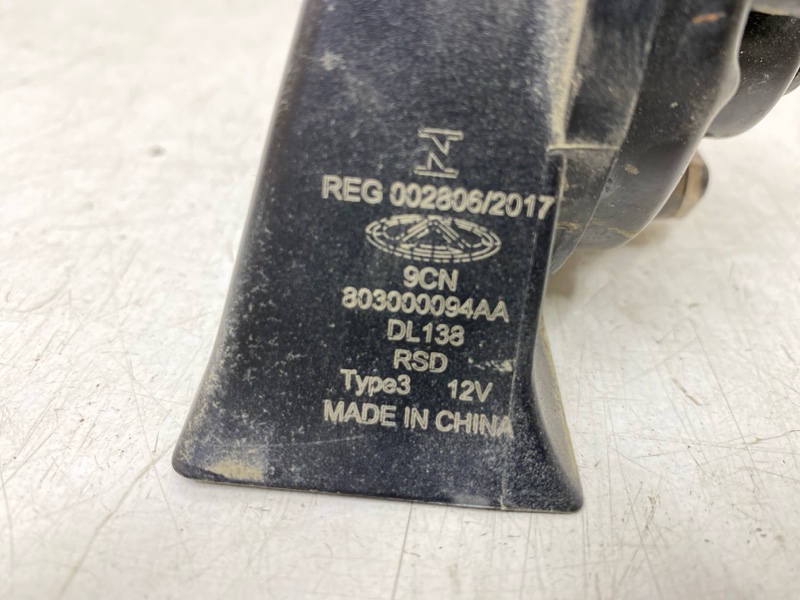 REG 002806/2017
9CN
803000094AA
DL138
RSD
Type3 12V
MADE IN CHINA